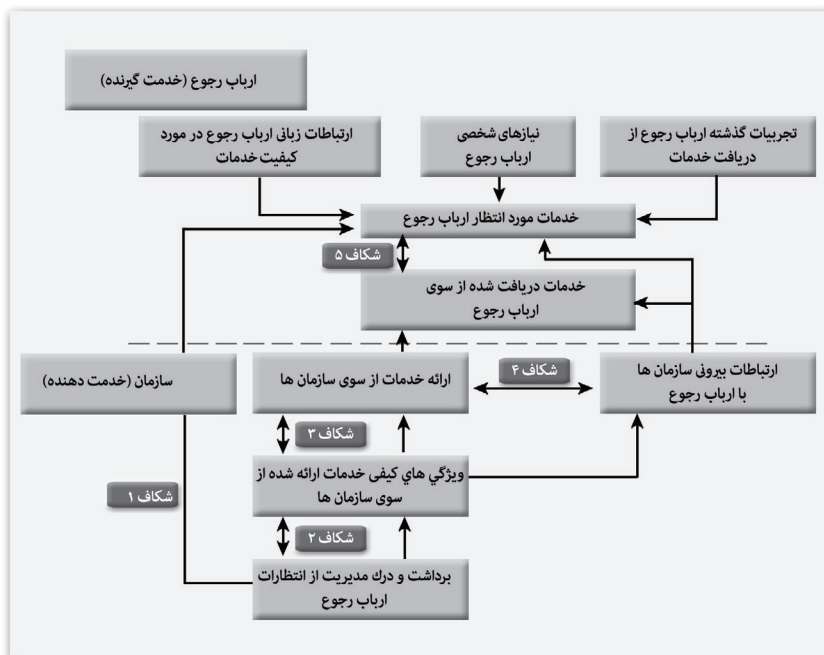 ارباب رجوع (خدمت گیرنده)
تجربیات گذشته ارباب رجوع از
دریافت خدمات
نیازهای شخصی
ارباب رجوع
ارتباطات زبانی ارباب رجوع در مورد
کیفیت خدمات
خدمات مورد انتظار ارباب رجوع
شکاف ۵
خدمات دریافت شده از سوی
ارباب رجوع
ارتباطات بیرونی سازمان ها
با ارباب رجوع
شکاف ۴
ارائه خدمات از سوی سازمان ها
سازمان (خدمت دهنده)
شکاف ۳
ویژگي هاي کیفی خدمات ارائه شده از
سوی سازمان ها
شکاف ۱
شکاف ۲
برداشت و درك مدیریت از انتظارات
ارباب رجوع